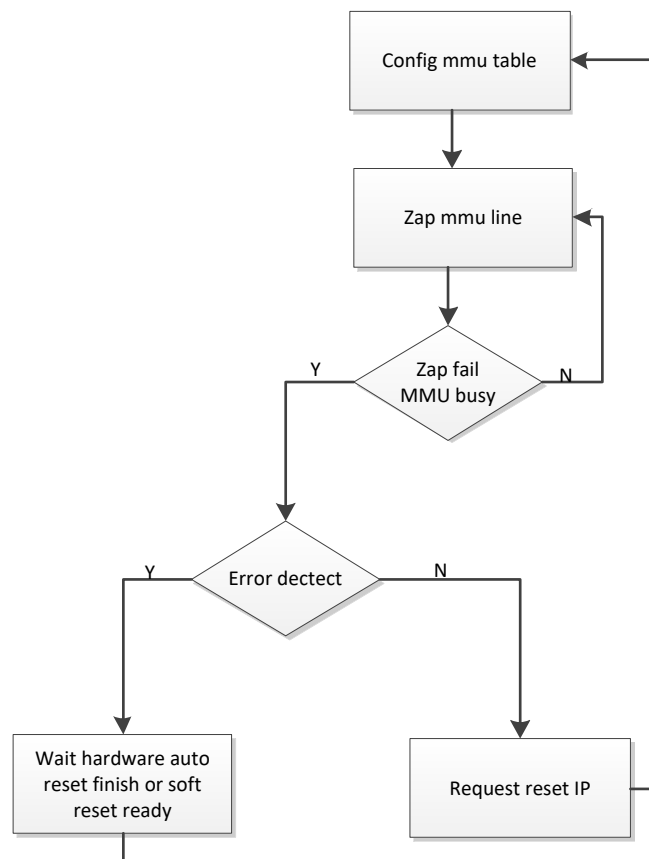 Config mmu table
Zap mmu line
Zap fail
MMU busy
Y
N
Error dectect
Y
N
Wait hardware auto
reset finish or soft
reset ready
Request reset IP